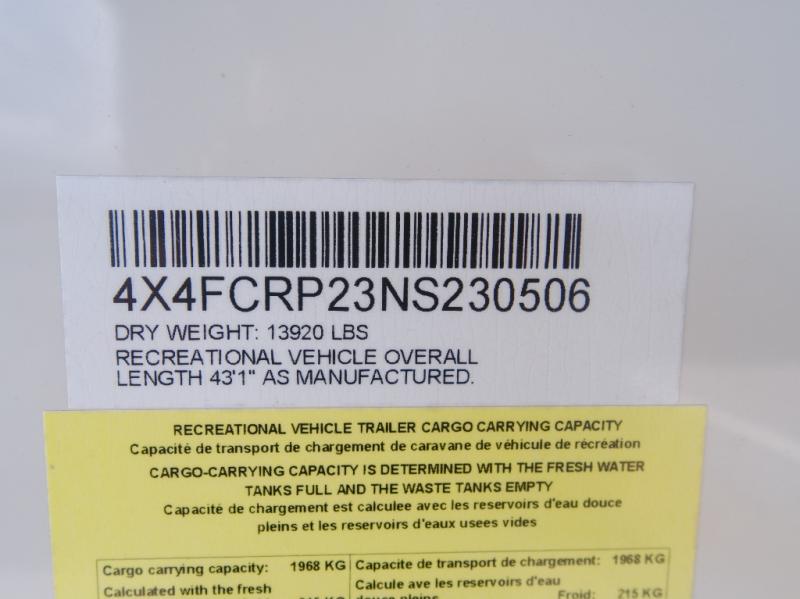 4X4FCRP23NS230506
DRY WEIGHT: 13920 LBS
RECREATIONAL VEHICLE OVERALL
LENGTH 43'1" AS MANUFACTURED.
RECREATIONAL VEHICLE TRAILER CARGO CARRYING CAPACITY
Capacité de transport de chargement de caravane de véhicule de récréation
CARGO-CARRYING CAPACITY IS DETERMINED WITH THE FRESH WATER
TANKS FULL AND THE WASTE TANKS EMPTY
Capacité de chargement est calculee avec les reservoirs d'eau douce
pleins et les reservoirs d'eaux usees vides
Cargo carrying capacity: 1968 KG Capacite de transport de chargement: 1968 KG
Calculated with the fresh Calcule ave les reservoirs d'eau
douce pleins Froid: 215 KG